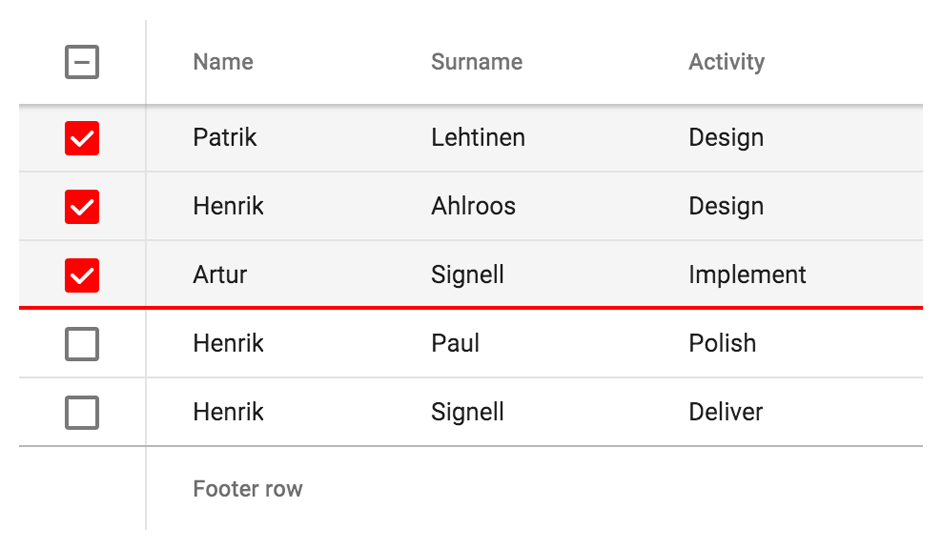 Name Surname Activity
Patrik Lehtinen Design
Henrik Ahlroos Design
Artur Signell Implement
Henrik Paul Polish
Henrik Signell Deliver
Footer row